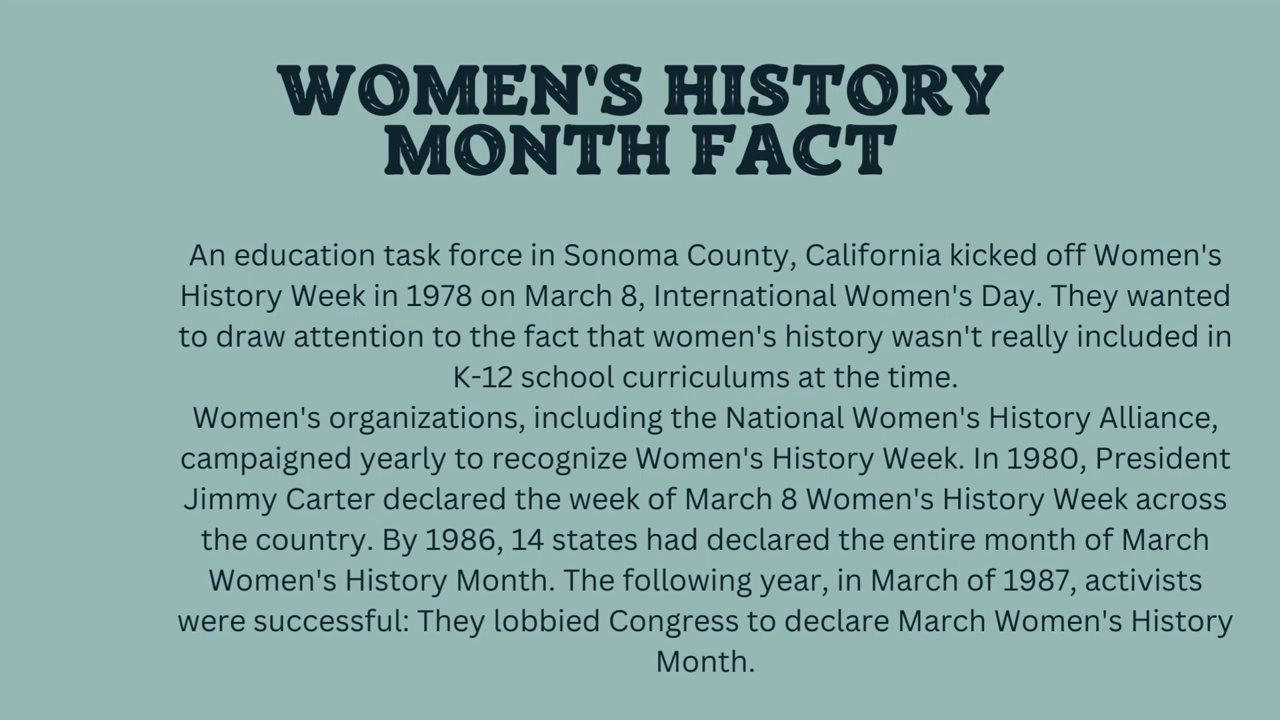 WOMEN'S HISTORY
MONTH FACT
An education task force in Sonoma County, California kicked off Women's
History Week in 1978 on March 8, International Women's Day. They wanted
to draw attention to the fact that women's history wasn't really included in
K-12 school curriculums at the time.
Women's organizations, including the National Women's History Alliance,
campaigned yearly to recognize Women's History Week. In 1980, President
Jimmy Carter declared the week of March 8 Women's History Week across
the country. By 1986, 14 states had declared the entire month of March
Women's History Month. The following year, in March of 1987, activists
were successful: They lobbied Congress to declare March Women's History
Month.